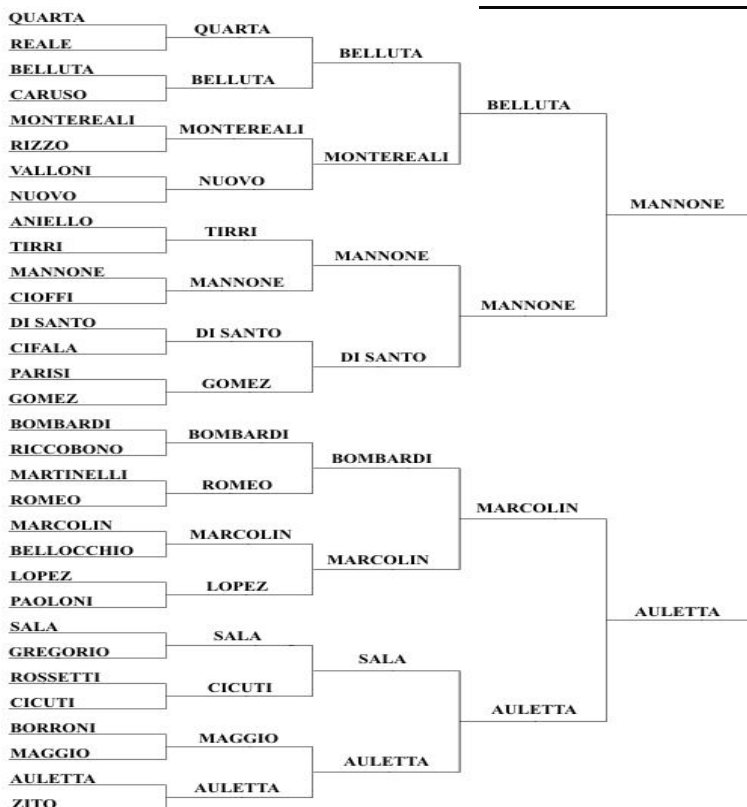 QUARTA
REALE
BELLUTA
CARUSO
MONTEREALI
RIZZO
VALLONI
NUOVO
ANIELLO
TIRRI
MANNONE
CIOFFI
DI SANTO
CIFALA
PARISI
GOMEZ
BOMBARDI
RICCOBONO
MARTINELLI
ROMEO
MARCOLIN
BELLOCCHIO
LOPEZ
PAOLONI
SALA
GREGORIO
ROSSETTI
CICUTI
BORRONI
MAGGIO
AULETTA
ZITO
QUARTA
BELLUTA
MONTEREALI
NUOVO
TIRRI
MANNONE
DI SANTO
GOMEZ
BOMBARDI
ROMEO
MARCOLIN
LOPEZ
SALA
CICUTI
MAGGIO
AULETTA
BELLUTA
MONTEREALI
MANNONE
DI SANTO
BOMBARDI
MARCOLIN
SALA
AULETTA
BELLUTA
MANNONE
MARCOLIN
AULETTA
MANNONE
AULETTA